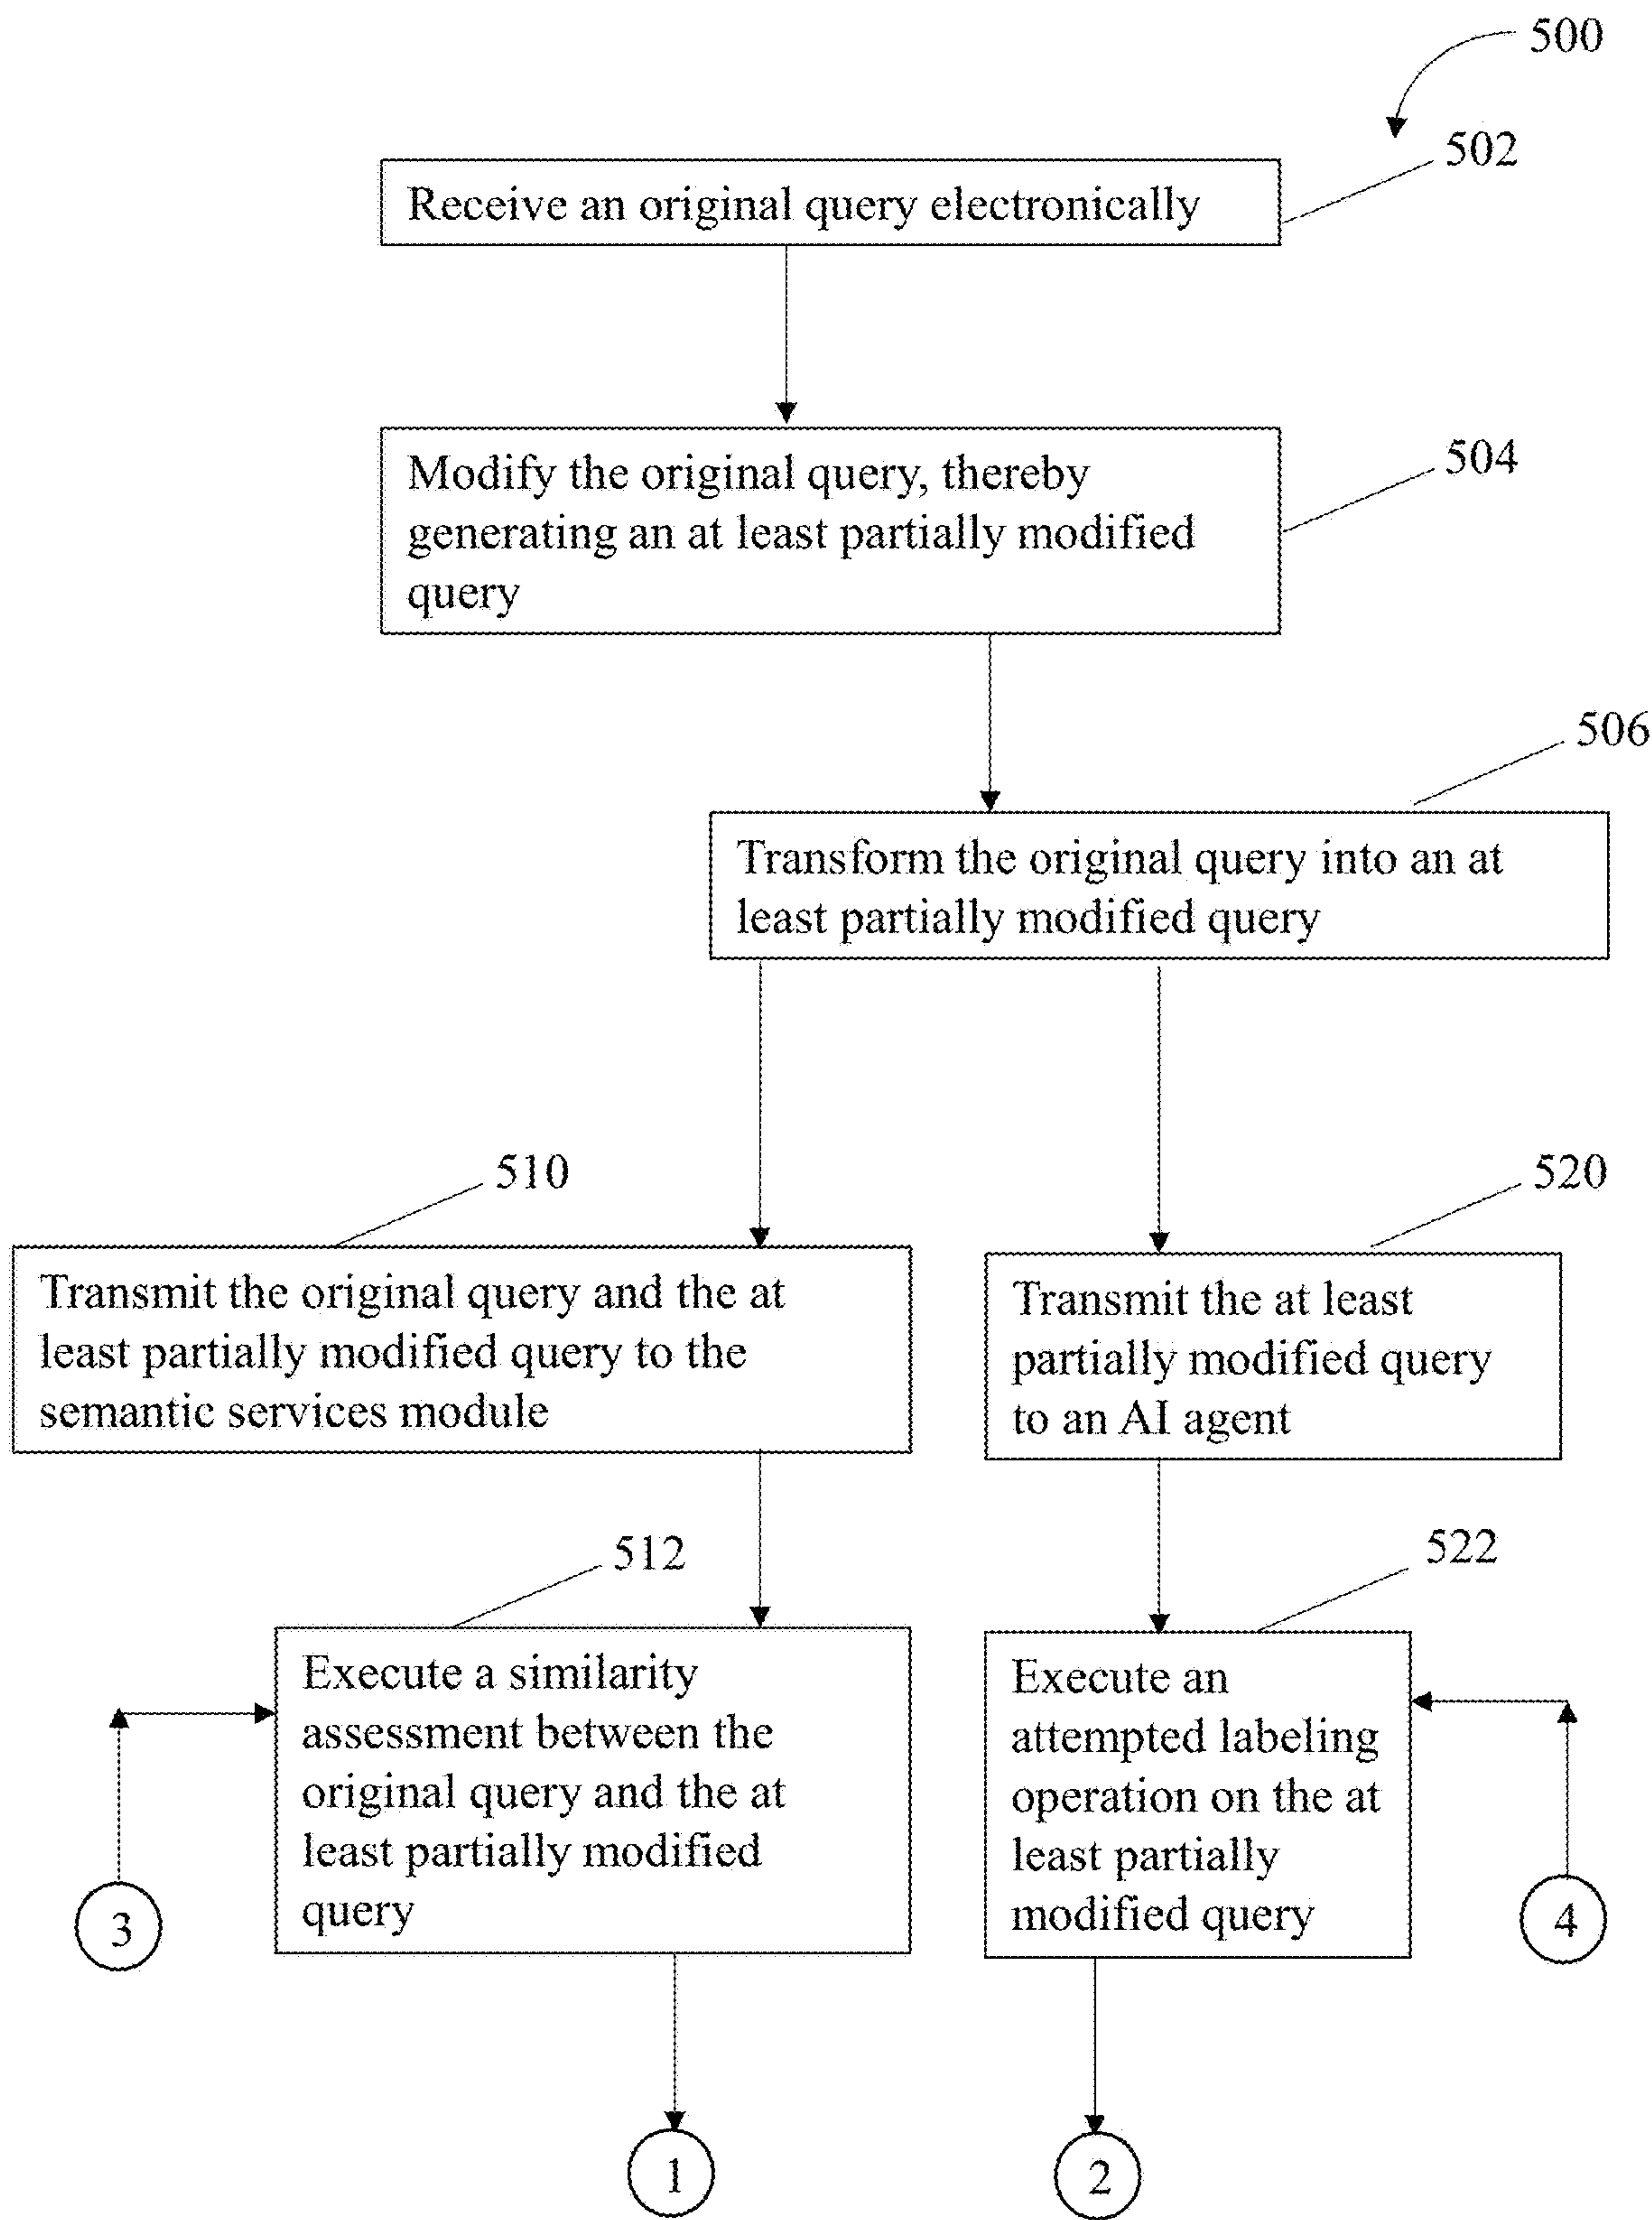 500
502
Receive an original query electronically
504
Modify the original query, thereby
generating an at least partially modified
query
506
Transform the original query into an at
least partially modified query
510
Transmit the original query and the at
least partially modified query to the
semantic services module
520
Transmit the at least
partially modified query
to an AI agent
512
Execute a similarity
assessment between the
original query and the at
least partially modified
query
522
Execute an
attempted labeling
operation on the at
least partially
modified query
3
4
1
2